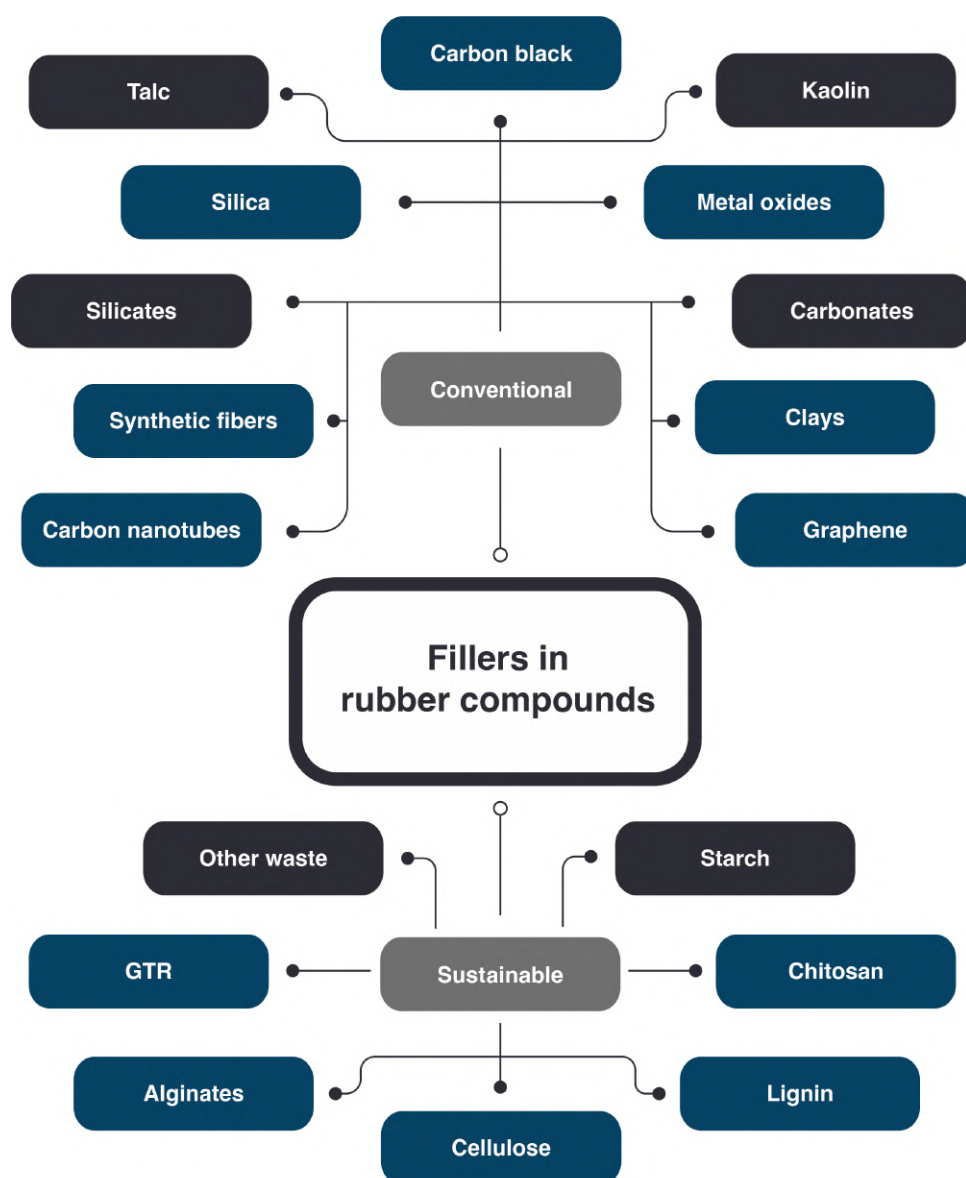 Carbon black
Talc
Kaolin
Silica
Metal oxides
Silicates
Carbonates
Conventional
Synthetic fibers
Clays
Carbon nanotubes
Graphene
Fillers in
rubber compounds
Other waste
Starch
GTR
Sustainable
Chitosan
Alginates
Lignin
Cellulose